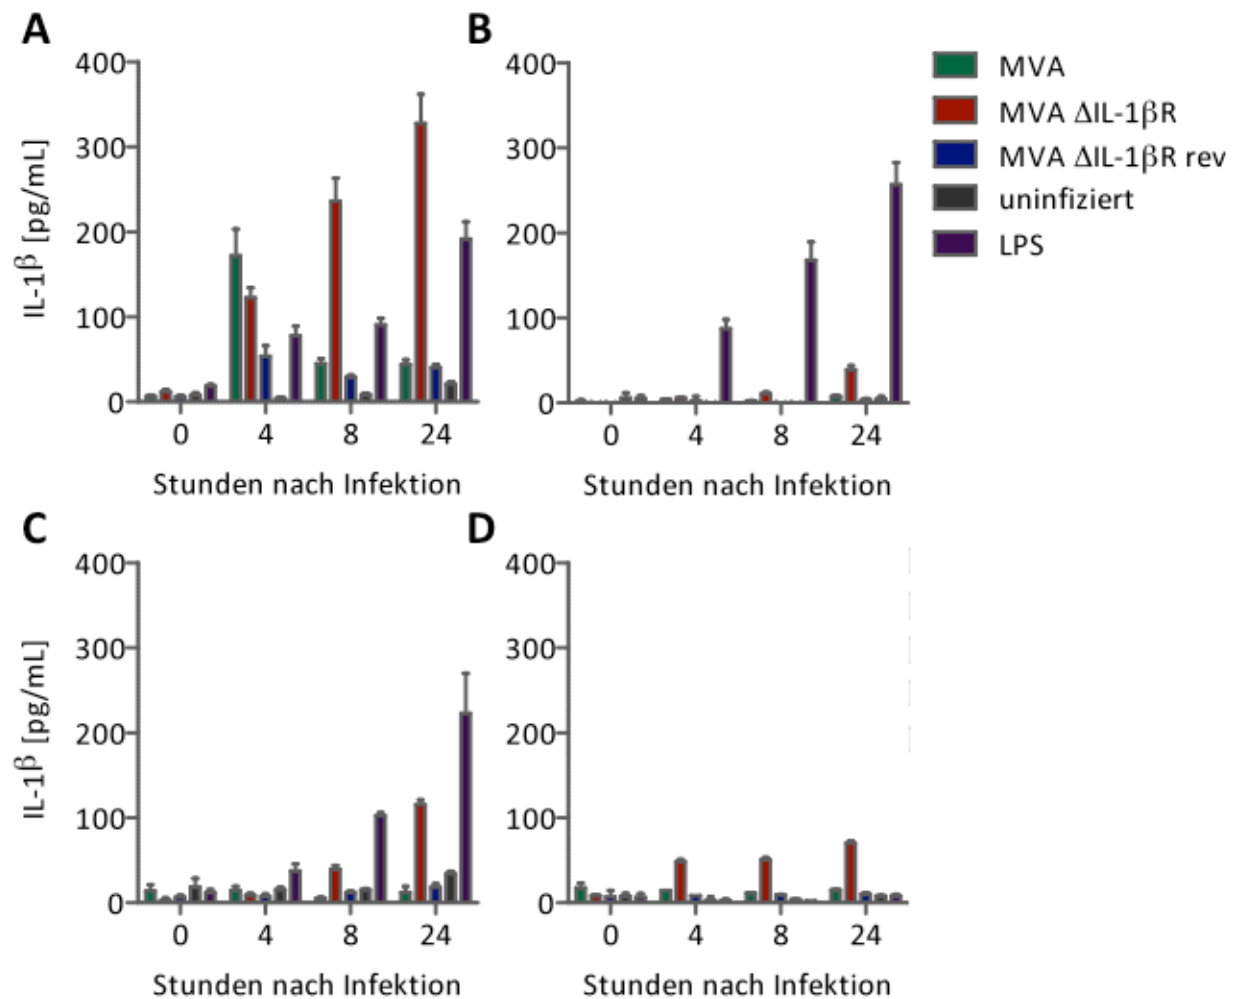 A
400
300
200
100
0
IL-1β [pg/mL]
0 4 8 24
Stunden nach Infektion
B
400
300
200
100
0
0 4 8 24
Stunden nach Infektion
MVA
MVA ΔIL-1βR
MVA ΔIL-1βR rev
uninfiziert
LPS
C
400
300
200
100
0
IL-1β [pg/mL]
0 4 8 24
Stunden nach Infektion
D
400
300
200
100
0
0 4 8 24
Stunden nach Infektion